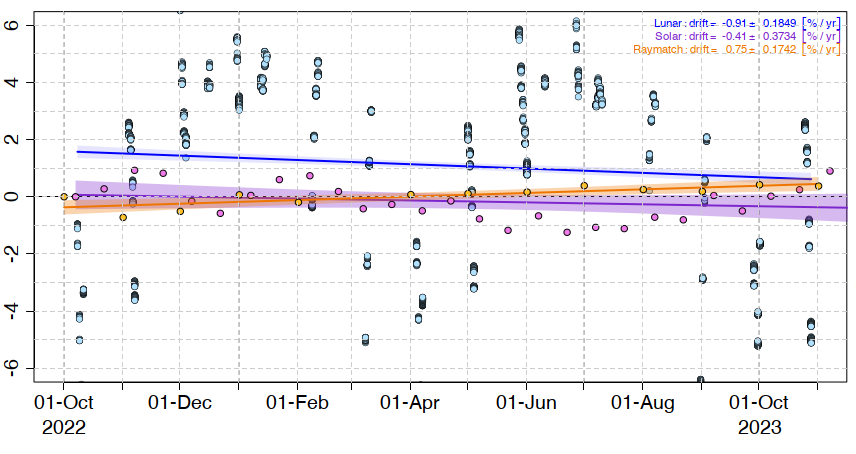 Lunar: drift= -0.91± 0.1849 [%/yr]
Solar: drift= -0.41± 0.3734 [%/yr]
Raymatch: drift= 0.75± 0.1742 [%/yr]
6
4
2
0
-2
-4
-6
01-Oct 01-Dec 01-Feb 01-Apr 01-Jun 01-Aug 01-Oct
2022 2023